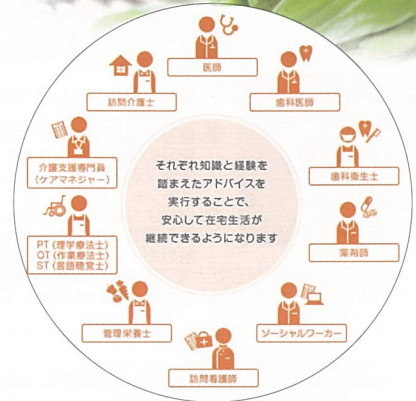 医師
歯科医師
歯科衛生士
薬剤師
ソーシャルワーカー
訪問看護師
管理栄養士
PT(理学療法士)
OT(作業療法士)
ST(言語聴覚士)
介護支援専門員
(ケアマネジャー)
訪問介護士
それぞれ知識と経験を
踏まえたアドバイスを
実行することで、
安心して在宅生活が
継続できるようになります